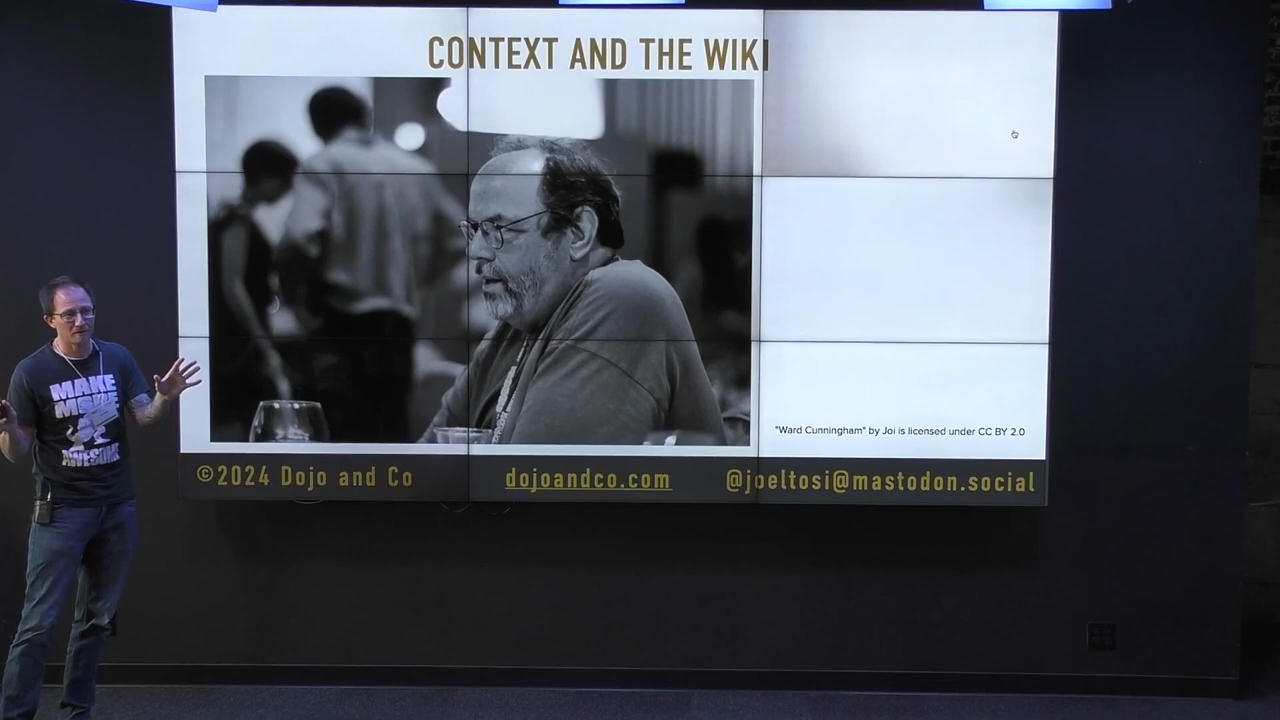 CONTEXT AND THE WIKI
"Ward Cunningham" by Joi is licensed under CC BY 2.0
©2024 Dojo and Co
dojoandco.com
@joeltosi@mastodon.social
MAKE
MORE
AWESOME